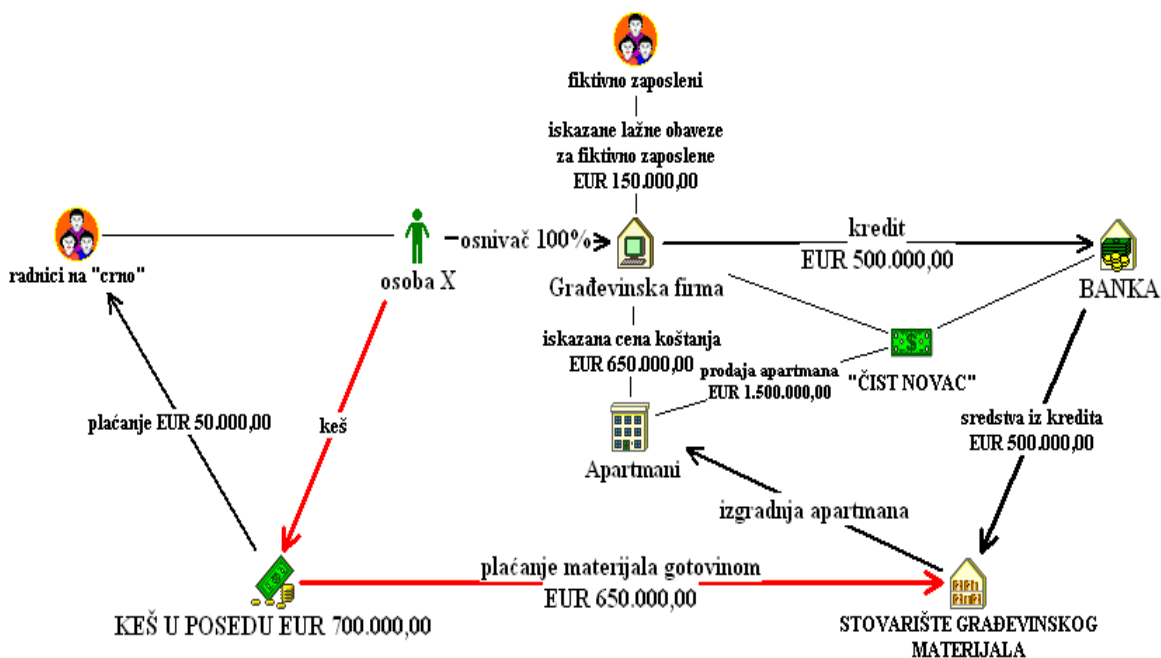 fiktivno zaposleni
iskazane lažne obaveze
za fiktivno zaposlene
EUR 150.000,00
radnici na "crno"
osoba X
osnivač 100%
Građevinska firma
kredit
EUR 500.000,00
BANKA
iskazana cena koštanja
EUR 650.000,00
prodaja apartmana
EUR 1.500.000,00
"ČIST NOVAC"
plaćanje EUR 50.000,00
keš
Apartmani
sredstva iz kredita
EUR 500.000,00
izgradnja apartmana
plaćanje materijala gotovinom
EUR 650.000,00
KEŠ U POSEDU EUR 700.000,00
STOVARIŠTE GRAĐEVINSKOG
MATERIJALA